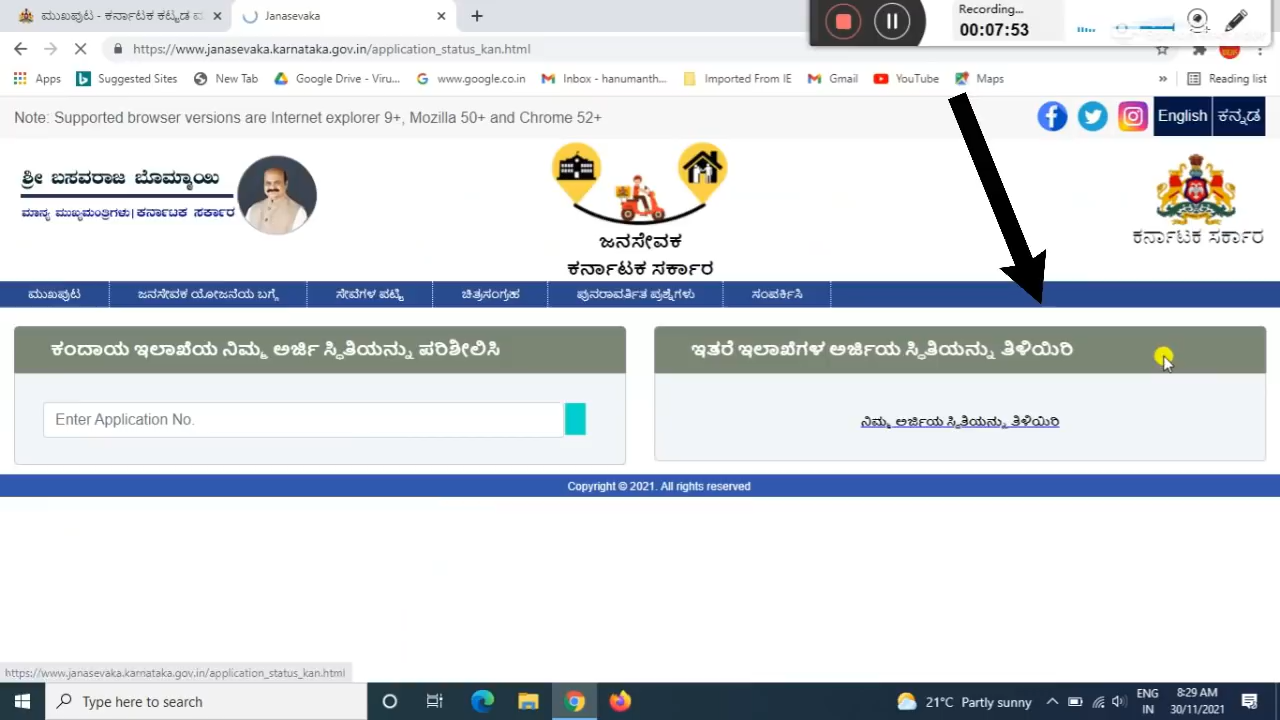 ಮುಖಪುಟ - ಕರ್ನಾಟಕ ಕಟ್ಟಡ ಮ
Janasevaka
Recording...
00:07:53
https://www.janasevaka.karnataka.gov.in/application_status_kan.html
Apps
Suggested Sites
New Tab
Google Drive - Viru...
www.google.co.in
Inbox - hanumanth...
Imported From IE
Gmail
YouTube
Maps
»
Reading list
Note: Supported browser versions are Internet explorer 9+, Mozilla 50+ and Chrome 52+
English
ಕನ್ನಡ
ಶ್ರೀ ಬಸವರಾಜ ಬೊಮ್ಮಾಯಿ
ಮಾನ್ಯ ಮುಖ್ಯಮಂತ್ರಿಗಳು | ಕರ್ನಾಟಕ ಸರ್ಕಾರ
ಜನಸೇವಕ
ಕರ್ನಾಟಕ ಸರ್ಕಾರ
ಕರ್ನಾಟಕ ಸರ್ಕಾರ
ಮುಖಪುಟ
ಜನಸೇವಕ ಯೋಜನೆಯ ಬಗ್ಗೆ
ಸೇವೆಗಳ ಪಟ್ಟಿ
ಚಿತ್ರಸಂಗ್ರಹ
ಪುನರಾವರ್ತಿತ ಪ್ರಶ್ನೆಗಳು
ಸಂಪರ್ಕಿಸಿ
ಕಂದಾಯ ಇಲಾಖೆಯ ನಿಮ್ಮ ಅರ್ಜಿ ಸ್ಥಿತಿಯನ್ನು ಪರಿಶೀಲಿಸಿ
Enter Application No.
ಇತರೆ ಇಲಾಖೆಗಳ ಅರ್ಜಿಯ ಸ್ಥಿತಿಯನ್ನು ತಿಳಿಯಿರಿ
ನಿಮ್ಮ ಅರ್ಜಿಯ ಸ್ಥಿತಿಯನ್ನು ತಿಳಿಯಿರಿ
Copyright © 2021. All rights reserved
https://www.janasevaka.karnataka.gov.in/application_status_kan.html
Type here to search
21°C Partly sunny
ENG
IN
8:29 AM
30/11/2021